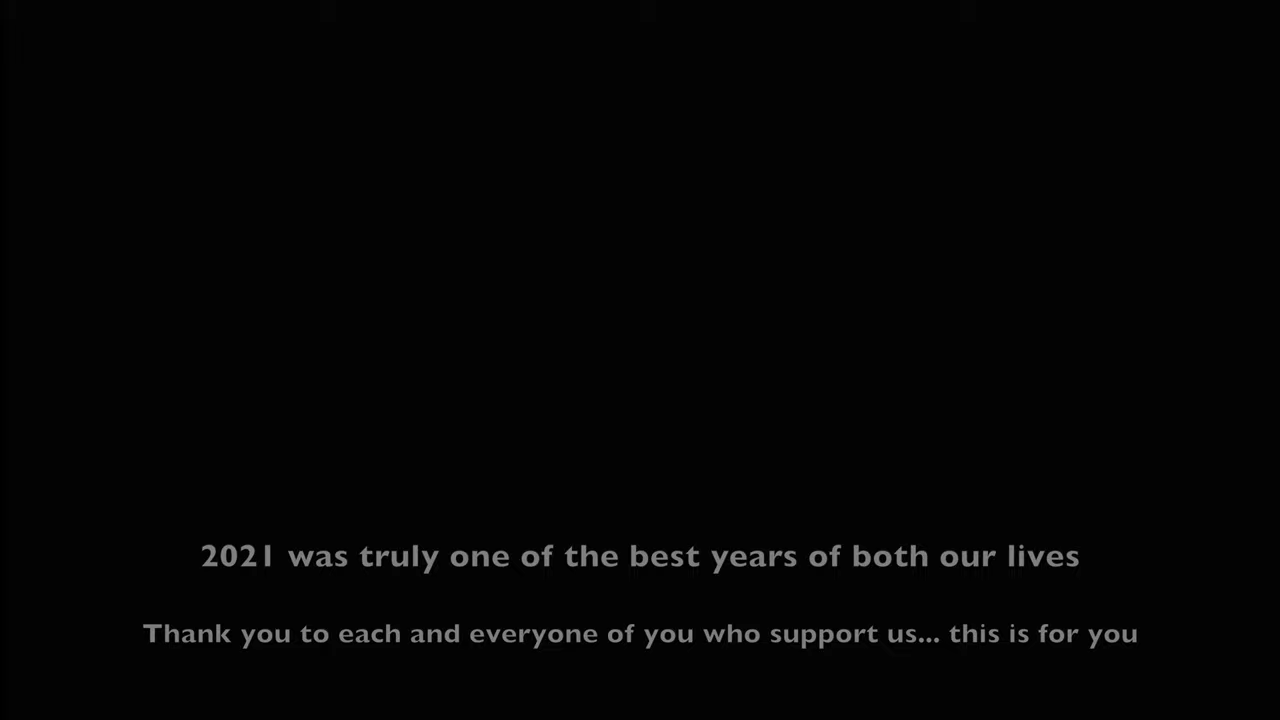 2021 was truly one of the best years of both our lives
Thank you to each and everyone of you who support us... this is for you